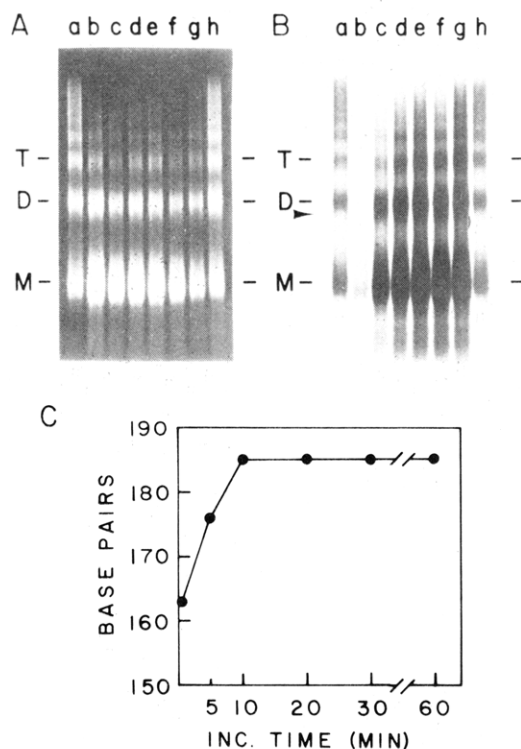 A a b c d e f g h
B a b c d e f g h
T
D
M
T
D
M
C
190
180
170
160
150
BASE PAIRS
5 10 20 30 60
INC. TIME (MIN)